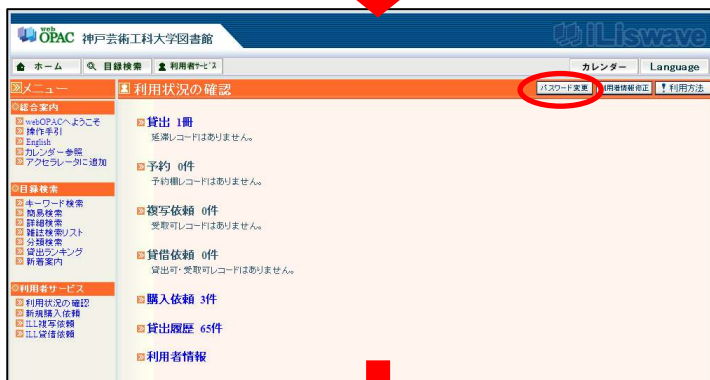 web OPAC 神戸芸術工科大学図書館
iLiswave
ホーム 目録検索 利用者サービス カレンダー Language
メニュー
利用状況の確認 パスワード変更 利用者情報修正 利用方法
総合案内
webOPACへようこそ
操作手引
English
カレンダー参照
アクセラレータに追加
目録検索
キーワード検索
簡易検索
詳細検索
雑誌検索リスト
分類検索
貸出ランキング
新着案内
利用者サービス
利用状況の確認
新規購入依頼
ILL複写依頼
ILL貸借依頼
貸出 1冊
延滞レコードはありません。
予約 0件
予約棚レコードはありません。
複写依頼 0件
受取可レコードはありません。
貸借依頼 0件
貸出可・受取可レコードはありません。
購入依頼 3件
貸出履歴 65件
利用者情報